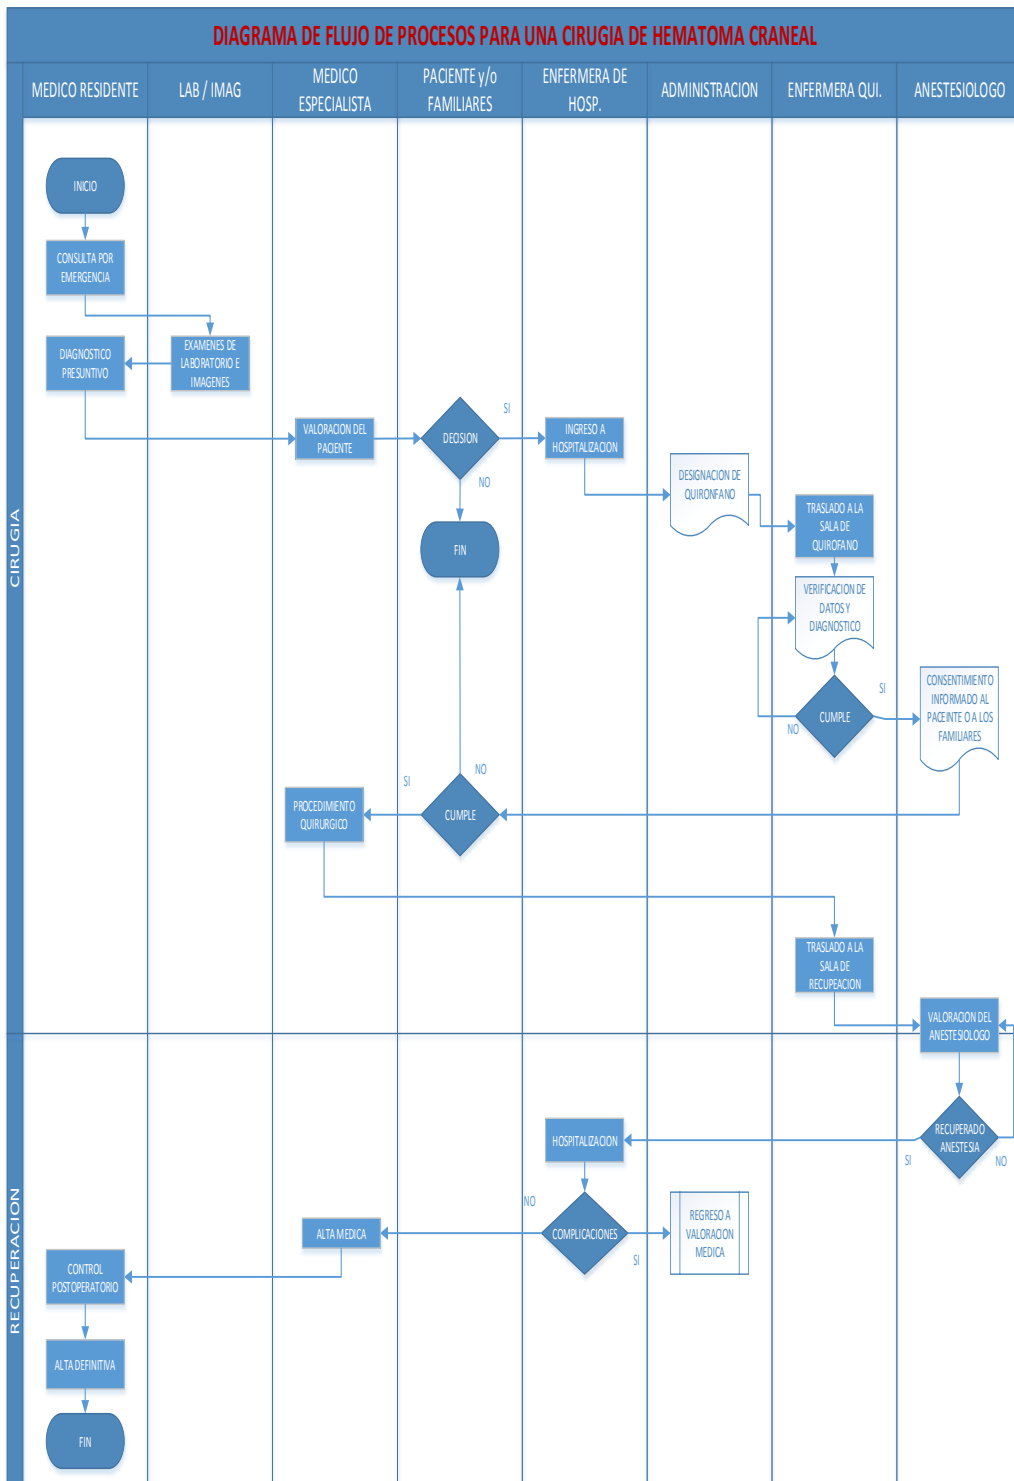 DIAGRAMA DE FLUJO DE PROCESOS PARA UNA CIRUGIA DE HEMATOMA CRANEAL
MEDICO RESIDENTE
LAB / IMAG
MEDICO
ESPECIALISTA
PACIENTE y/o
FAMILIARES
ENFERMERA DE
HOSP.
ADMINISTRACION
ENFERMERA QUI.
ANESTESIOLOGO
CIRUGIA
INICIO
CONSULTA POR
EMERGENCIA
DIAGNOSTICO
PRESUNTIVO
EXAMENES DE
LABORATORIO E
IMAGENES
VALORACION DEL
PACIENTE
DECISION
SI
NO
FIN
INGRESO A
HOSPITALIZACION
DESIGNACION DE
QUIRONFANO
TRASLADO A LA
SALA DE
QUIROFANO
VERIFICACION DE
DATOS Y
DIAGNOSTICO
CUMPLE
SI
NO
CONSENTIMIENTO
INFORMADO AL
PACEINTE O A LOS
FAMILIARES
CUMPLE
NO
SI
PROCEDIMIENTO
QUIRURGICO
TRASLADO A LA
SALA DE
RECUPEACION
VALORACION DEL
ANESTESIOLOGO
RECUPERACION
RECUPERADO
ANESTESIA
SI
NO
HOSPITALIZACION
COMPLICACIONES
NO
SI
REGRESO A
VALORACION
MEDICA
ALTA MEDICA
CONTROL
POSTOPERATORIO
ALTA DEFINITIVA
FIN